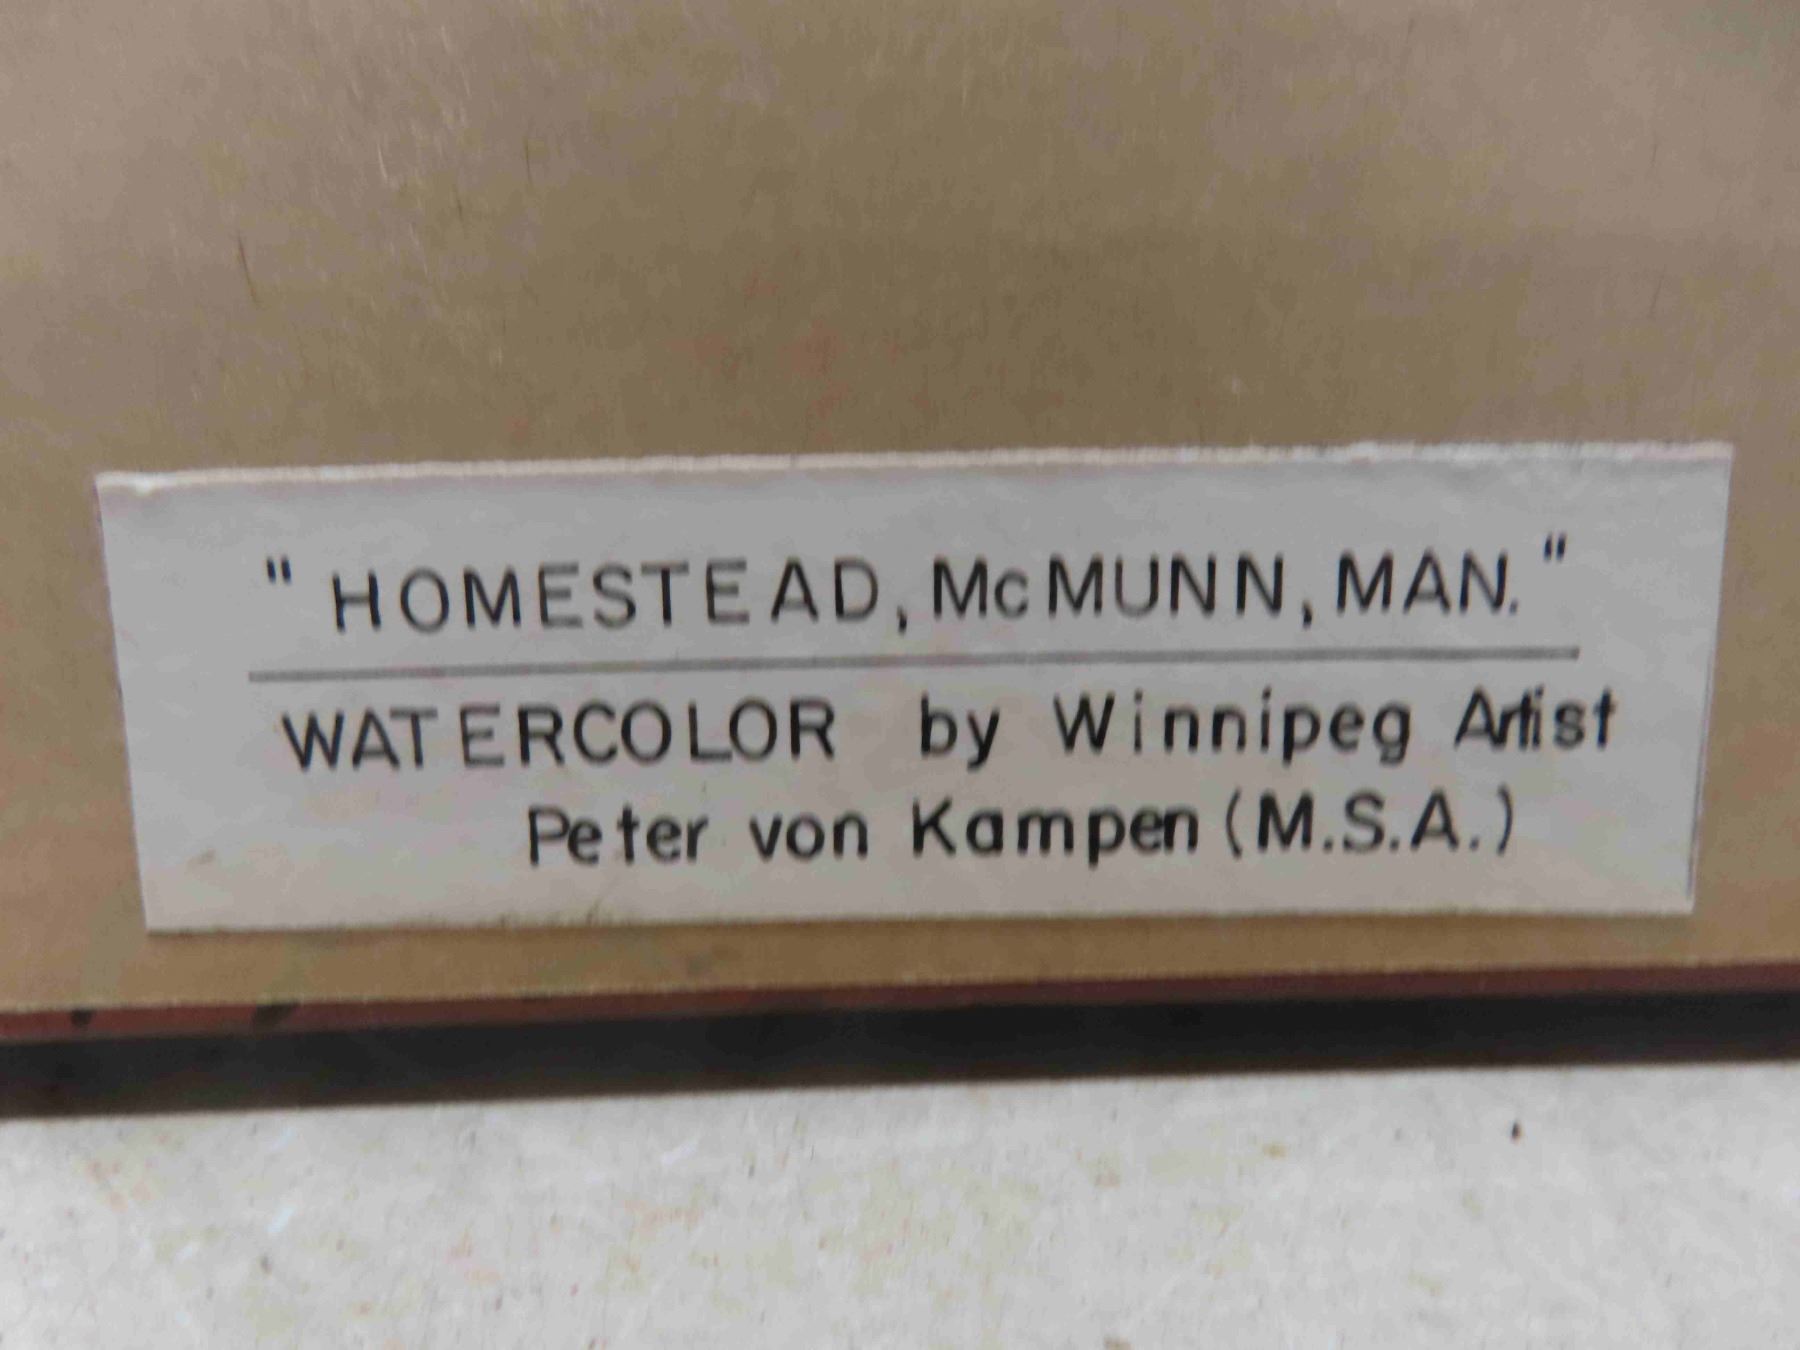 "HOMESTEAD, McMUNN, MAN."
WATERCOLOR by Winnipeg Artist
Peter von Kampen (M.S.A.)